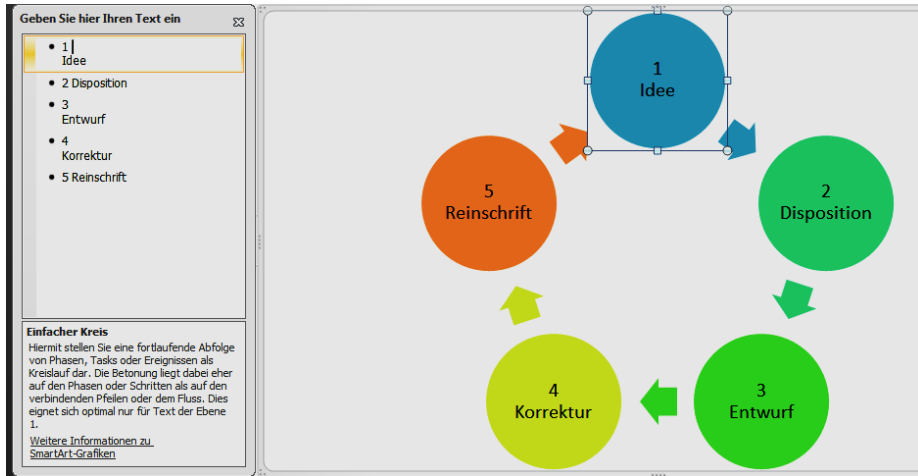 Geben Sie hier Ihren Text ein
1
Idee
2 Disposition
3
Entwurf
4
Korrektur
5 Reinschrift
Einfacher Kreis
Hiermit stellen Sie eine fortlaufende Abfolge
von Phasen, Tasks oder Ereignissen als
Kreislauf dar. Die Betonung liegt dabei eher
auf den Phasen oder Schritten als auf den
verbindenden Pfeilen oder dem Fluss. Dies
eignet sich optimal nur für Text der Ebene
1.
Weitere Informationen zu
SmartArt-Grafiken
1
Idee
2
Disposition
3
Entwurf
4
Korrektur
5
Reinschrift